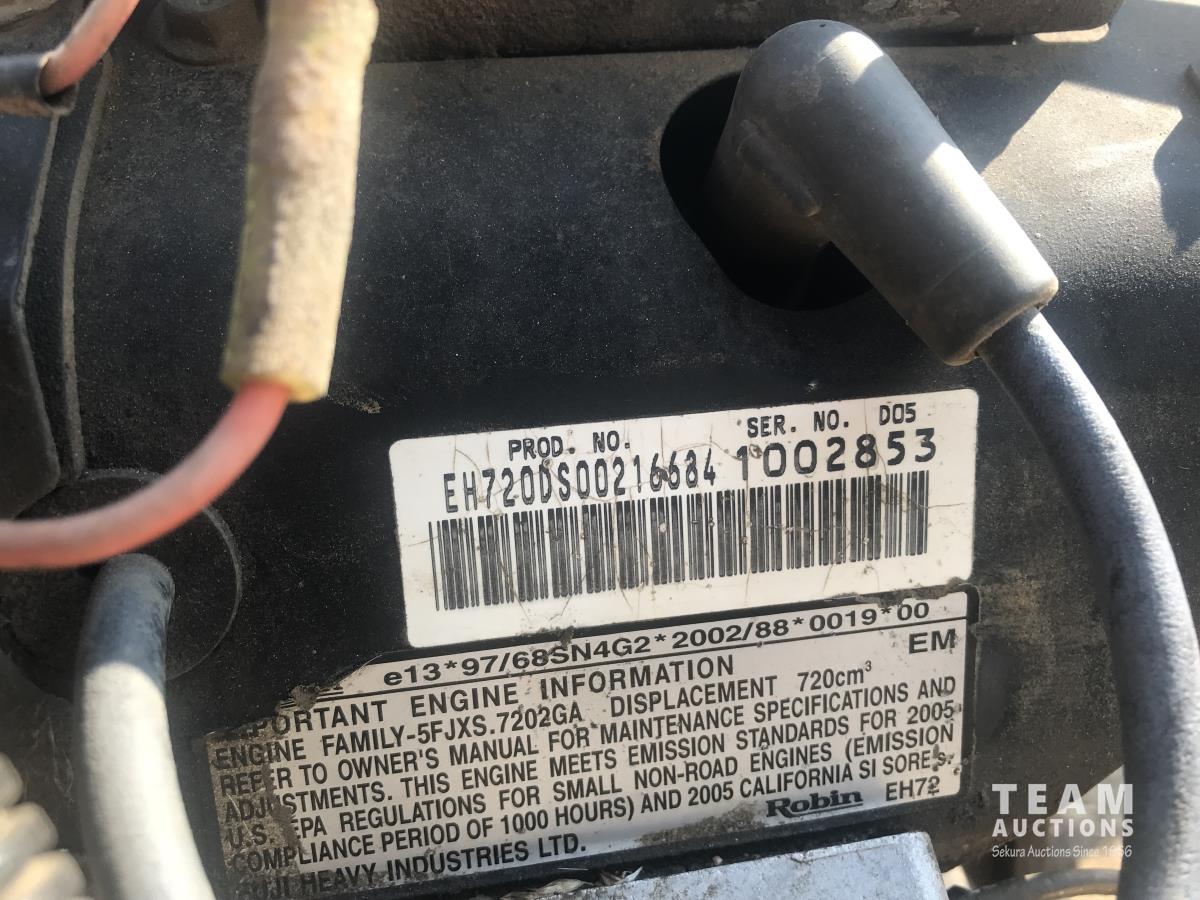 PROD. NO. SER. NO. D05
EH720DS00216684 1002853
e13*97/68SN4G2*2002/88*0019*00
EM
PORTANT ENGINE INFORMATION
ENGINE FAMILY-5FJXS.7202GA DISPLACEMENT 720cm³
REFER TO OWNER'S MANUAL FOR MAINTENANCE SPECIFICATIONS AND
ADJUSTMENTS. THIS ENGINE MEETS EMISSION STANDARDS FOR 2005
U.S. EPA REGULATIONS FOR SMALL NON-ROAD ENGINES (EMISSION
COMPLIANCE PERIOD OF 1000 HOURS) AND 2005 CALIFORNIA SI SORES.
FUJI HEAVY INDUSTRIES LTD. Robin EH72
TEAM
AUCTIONS
Sekura Auctions Since 1966